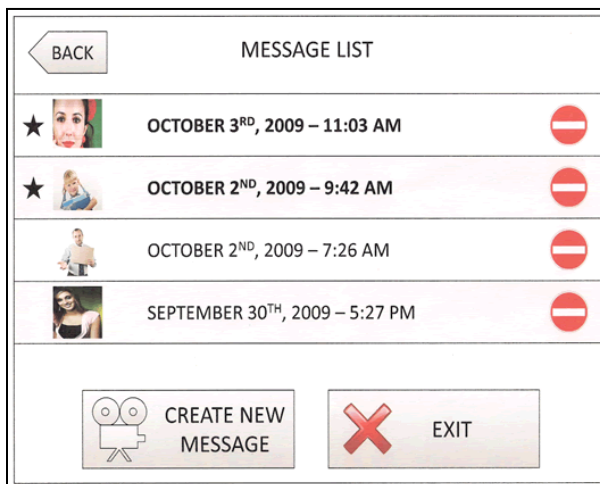 BACK
MESSAGE LIST
OCTOBER 3RD, 2009 – 11:03 AM
OCTOBER 2ND, 2009 – 9:42 AM
OCTOBER 2ND, 2009 – 7:26 AM
SEPTEMBER 30TH, 2009 – 5:27 PM
CREATE NEW
MESSAGE
EXIT